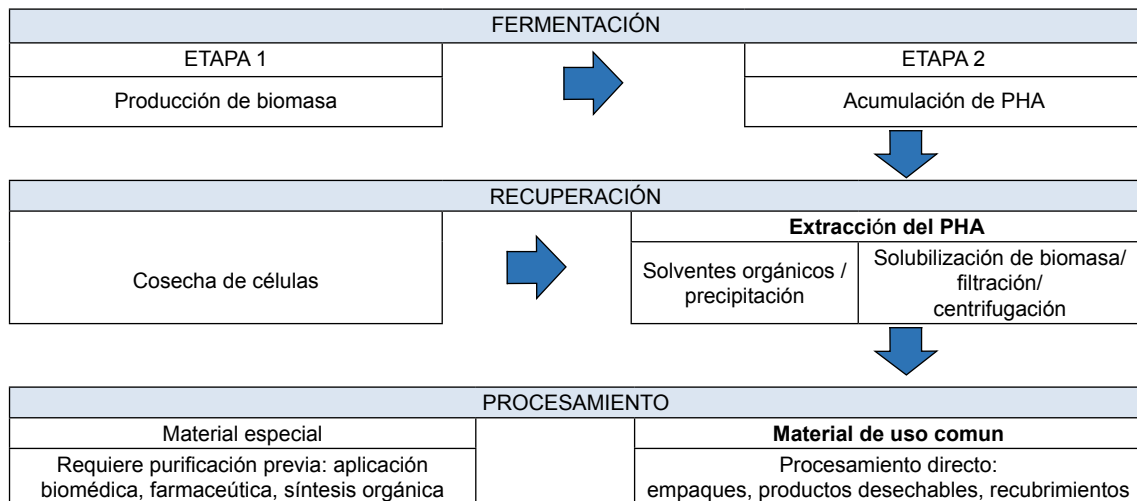 FERMENTACIÓN
ETAPA 1
ETAPA 2
Producción de biomasa
Acumulación de PHA
RECUPERACIÓN
Cosecha de células
Extracción del PHA
Solventes orgánicos /
precipitación
Solubilización de biomasa/
filtración/
centrifugación
PROCESAMIENTO
Material especial
Material de uso comun
Requiere purificación previa: aplicación
biomédica, farmaceútica, síntesis orgánica
Procesamiento directo:
empaques, productos desechables, recubrimientos